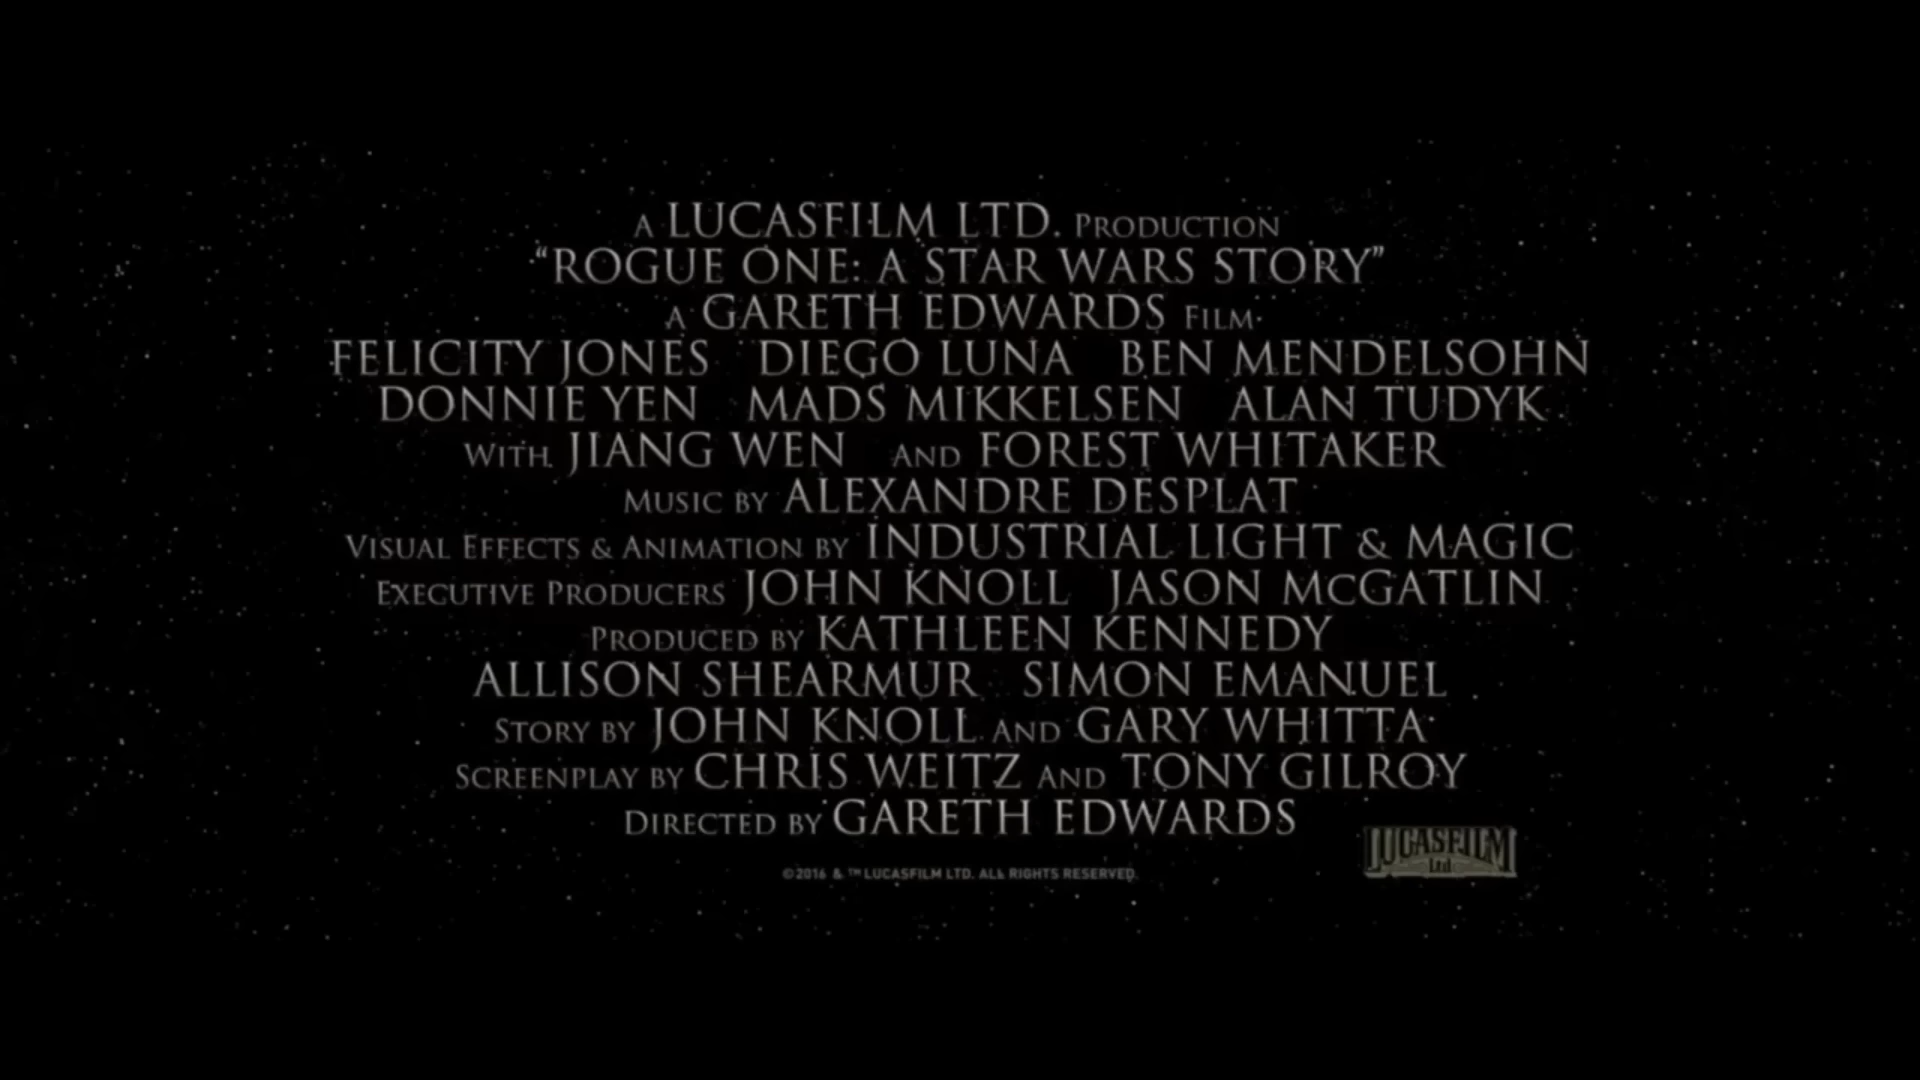 A LUCASFILM LTD. PRODUCTION
“ROGUE ONE: A STAR WARS STORY”
A GARETH EDWARDS FILM
FELICITY JONES DIEGO LUNA BEN MENDELSOHN
DONNIE YEN MADS MIKKELSEN ALAN TUDYK
WITH JIANG WEN AND FOREST WHITAKER
MUSIC BY ALEXANDRE DESPLAT
VISUAL EFFECTS & ANIMATION BY INDUSTRIAL LIGHT & MAGIC
EXECUTIVE PRODUCERS JOHN KNOLL JASON McGATLIN
PRODUCED BY KATHLEEN KENNEDY
ALLISON SHEARMUR SIMON EMANUEL
STORY BY JOHN KNOLL AND GARY WHITTA
SCREENPLAY BY CHRIS WEITZ AND TONY GILROY
DIRECTED BY GARETH EDWARDS
LUCASFILM
Ltd.
©2016 & ™ LUCASFILM LTD. ALL RIGHTS RESERVED.